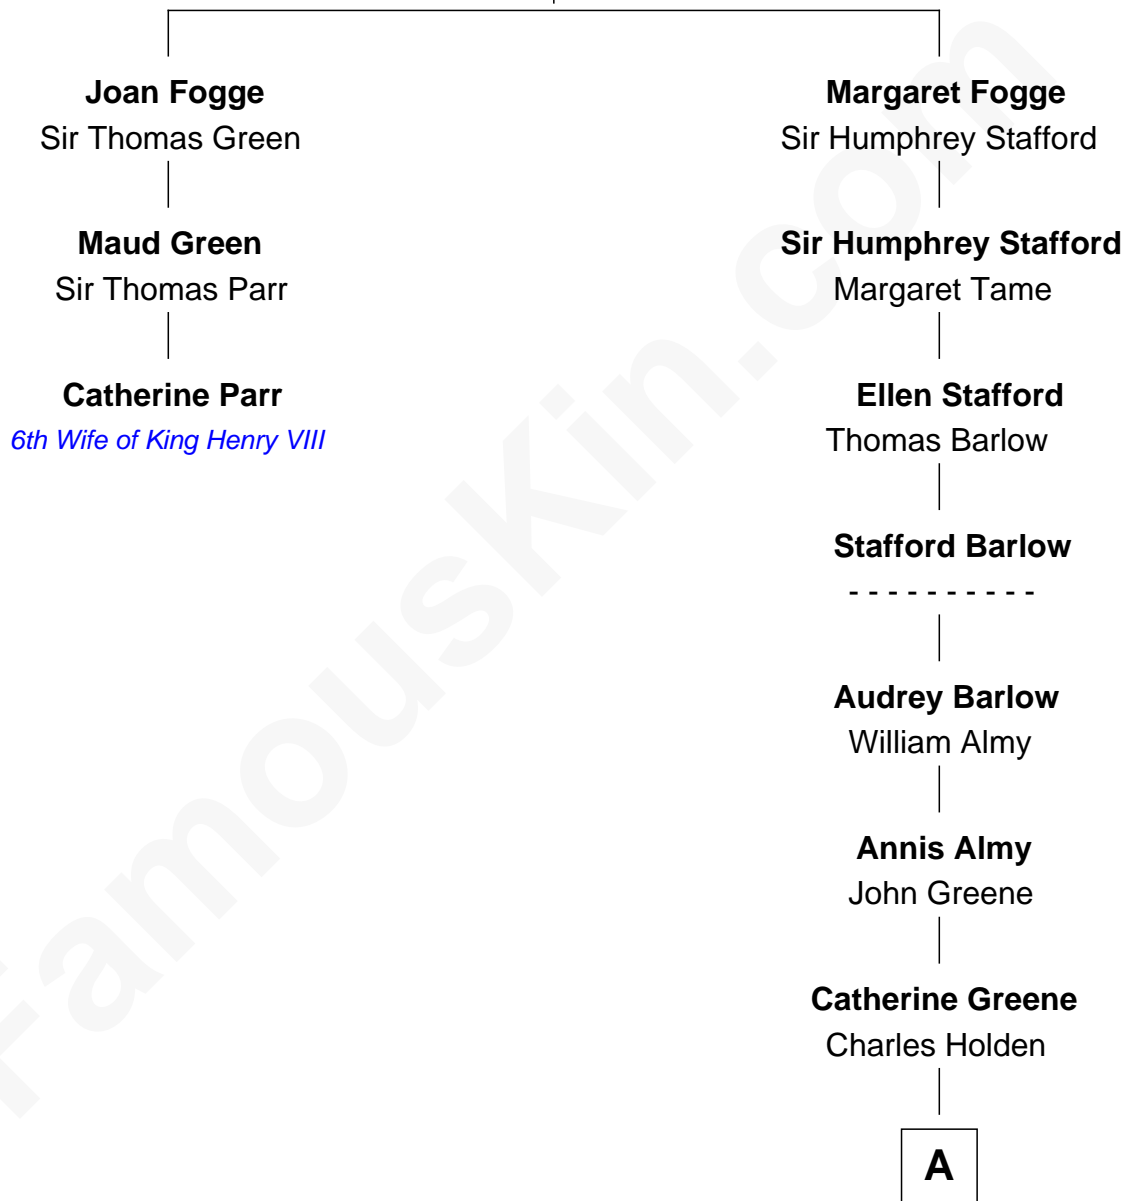 Joan Fogge
Sir Thomas Green
Margaret Fogge
Sir Humphrey Stafford
Maud Green
Sir Thomas Parr
Sir Humphrey Stafford
Margaret Tame
Catherine Parr
6th Wife of King Henry VIII
Ellen Stafford
Thomas Barlow
Stafford Barlow
- - - - - - - - - -
Audrey Barlow
William Almy
Annis Almy
John Greene
Catherine Greene
Charles Holden
A
FamousKin.com